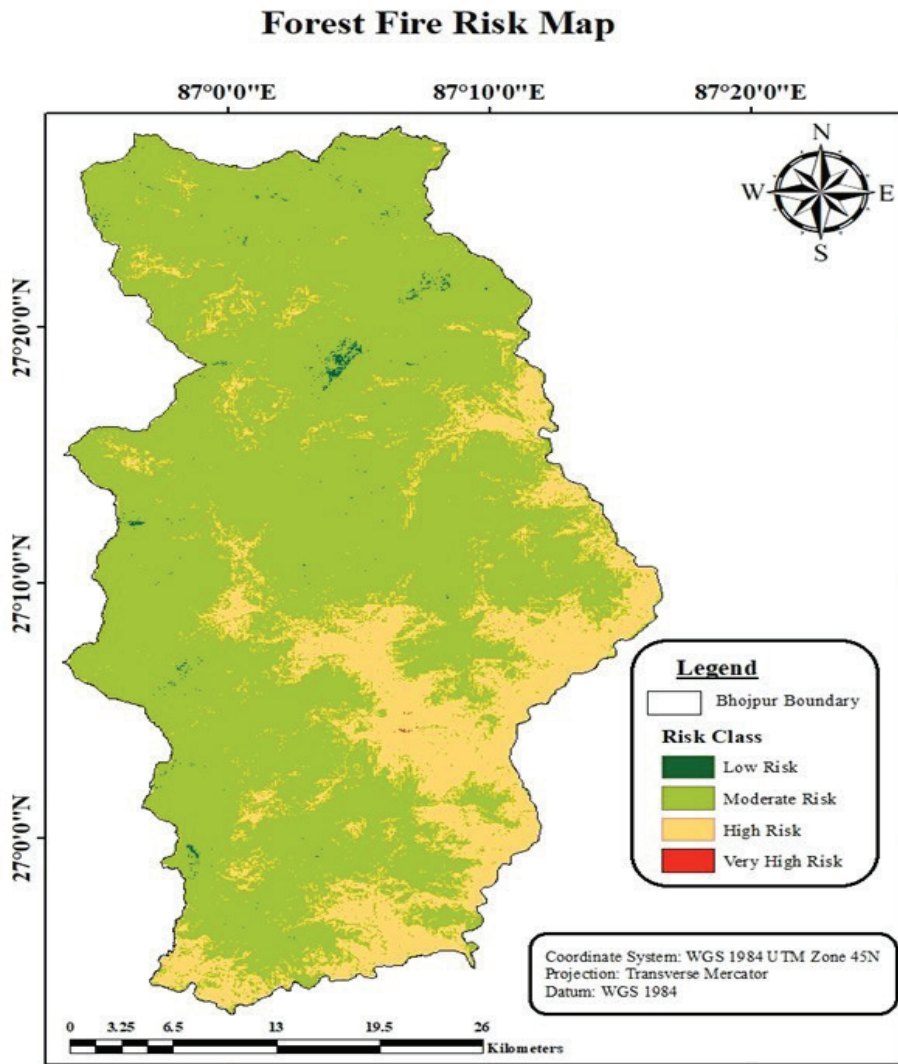 Forest Fire Risk Map
87°0'0"E 87°10'0"E 87°20'0"E
N
W E
S
27°20'0"N
27°10'0"N
27°0'0"N
Legend
Bhojpur Boundary
Risk Class
Low Risk
Moderate Risk
High Risk
Very High Risk
Coordinate System: WGS 1984 UTM Zone 45N
Projection: Transverse Mercator
Datum: WGS 1984
0 3.25 6.5 13 19.5 26
Kilometers